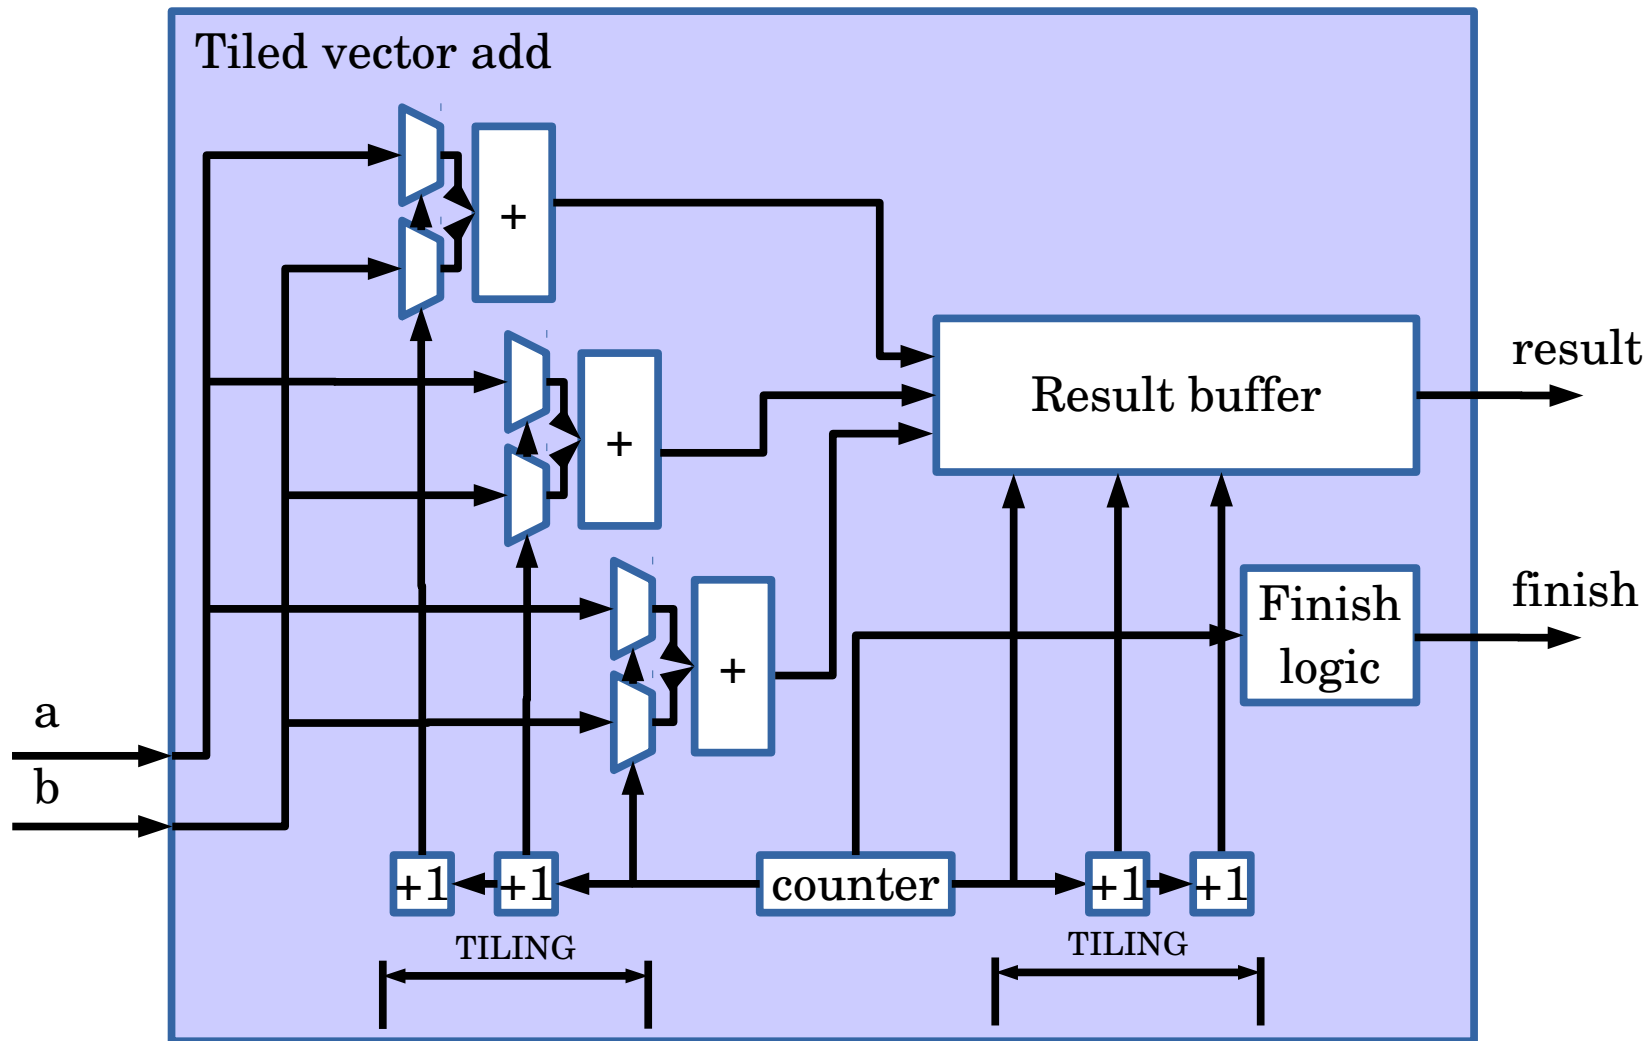 Tiled vector add
+
+
+
Result buffer
result
Finish
logic
finish
a
b
+1
+1
counter
+1
+1
TILING
TILING